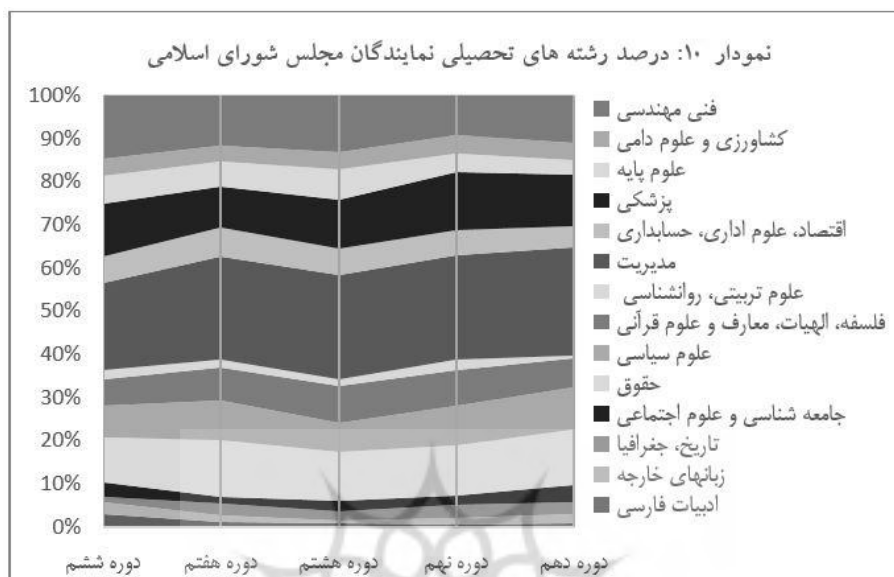 نمودار ۱۰: درصد رشته های تحصیلی نمایندگان مجلس شورای اسلامی
100%
90%
80%
70%
60%
50%
40%
30%
20%
10%
0%
دوره ششم
دوره هفتم
دوره هشتم
دوره نهم
دوره دهم
فنی مهندسی
کشاورزی و علوم دامی
علوم پایه
پزشکی
اقتصاد، علوم اداری، حسابداری
مدیریت
علوم تربیتی، روانشناسی
فلسفه، الهیات، معارف و علوم قرآنی
علوم سیاسی
حقوق
جامعه شناسی و علوم اجتماعی
تاریخ، جغرافیا
زبانهای خارجه
ادبیات فارسی